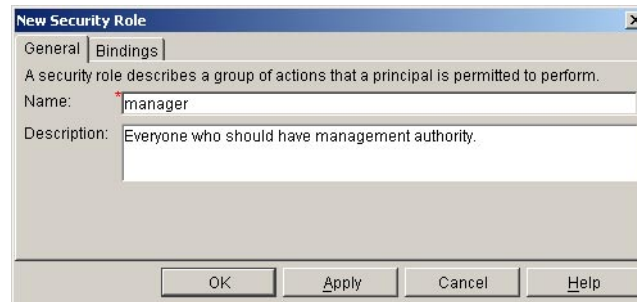 New Security Role
General Bindings
A security role describes a group of actions that a principal is permitted to perform.
Name: *manager
Description: Everyone who should have management authority.
OK Apply Cancel Help